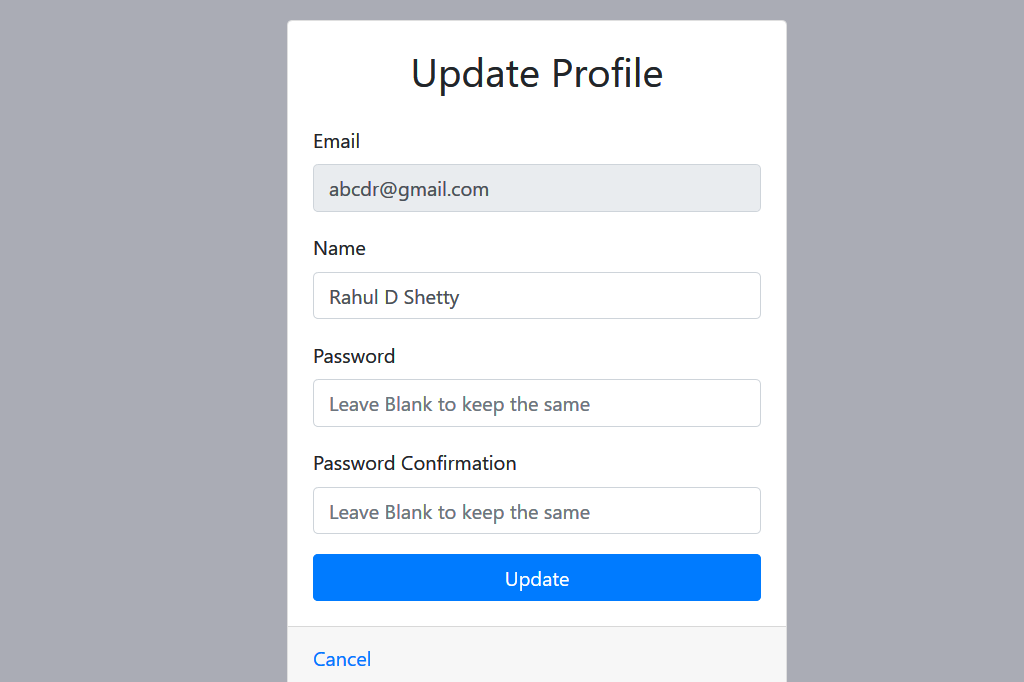 Update Profile
Email
abcdr@gmail.com
Name
Rahul D Shetty
Password
Leave Blank to keep the same
Password Confirmation
Leave Blank to keep the same
Update
Cancel